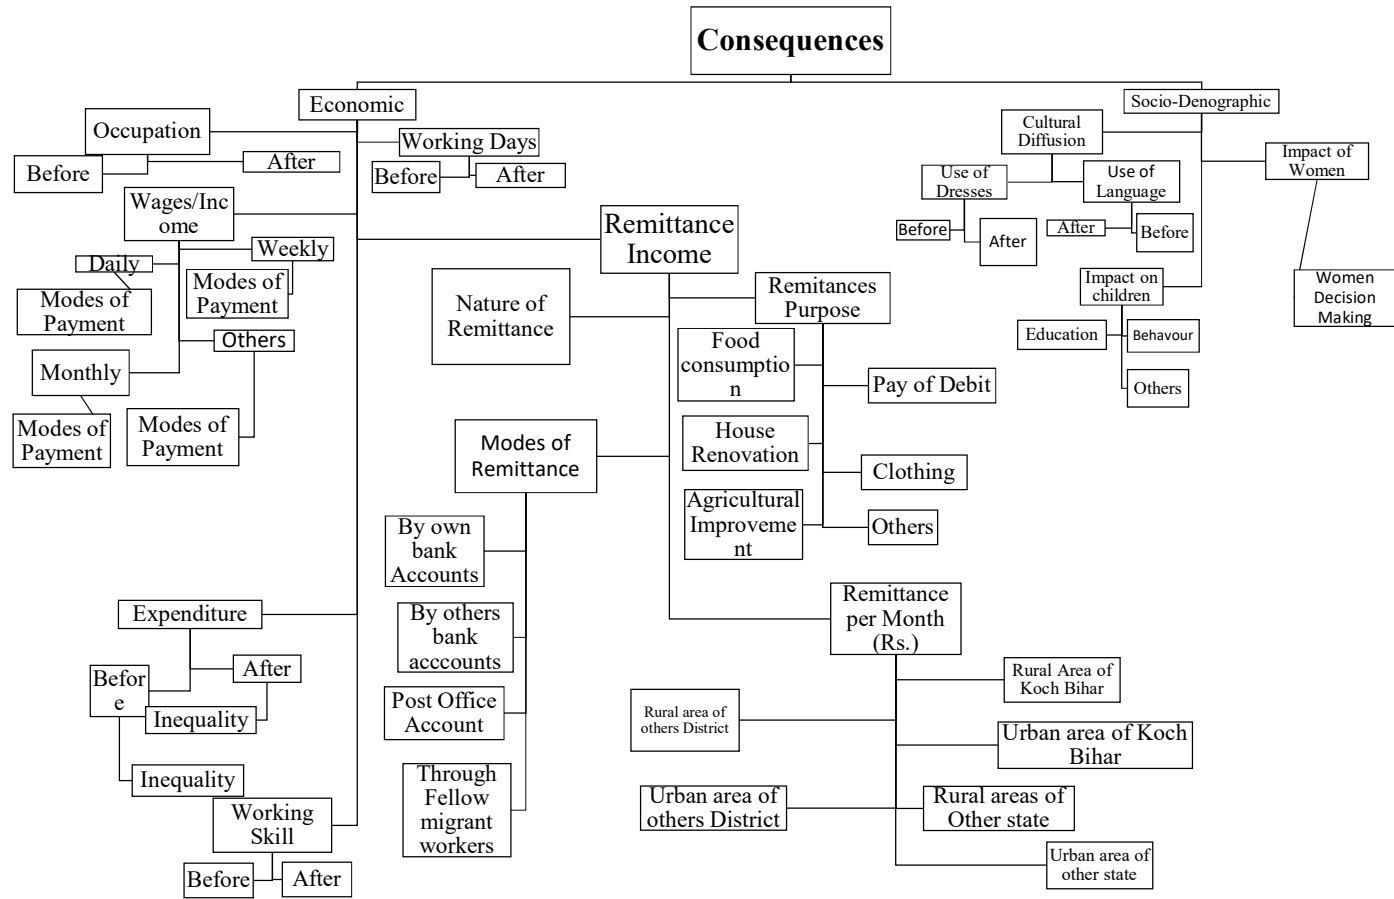 Consequences
Economic
Occupation
Before
After
Working Days
Before
After
Wages/Inc
ome
Weekly
Modes of
Payment
Daily
Modes of
Payment
Others
Modes of
Payment
Monthly
Modes of
Payment
Remittance
Income
Nature of
Remittance
Remitances
Purpose
Food
consumptio
n
Pay of Debit
House
Renovation
Clothing
Agricultural
Improveme
nt
Others
Modes of
Remittance
By own
bank
Accounts
By others
bank
acccounts
Post Office
Account
Through
Fellow
migrant
workers
Remittance
per Month
(Rs.)
Rural Area of
Koch Bihar
Rural area of
others District
Urban area of Koch
Bihar
Urban area of
others District
Rural areas of
Other state
Urban area of
other state
Expenditure
Befor
e
After
Inequality
Inequality
Working
Skill
Before
After
Socio-Denographic
Cultural
Diffusion
Use of
Dresses
Before
After
Use of
Language
After
Before
Impact of
Women
Women
Decision
Making
Impact on
children
Education
Behavour
Others